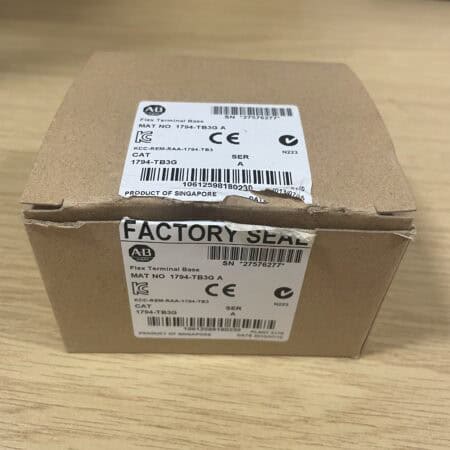 AB
SN "27576277"
Flex Terminal Base
MAT NO 1794-TB3G A
KCC-REM-RAA-1794-TB3
N223
CAT
SER
1794-TB3G
A
10612598180230
PRODUCT OF SINGAPORE
FACTORY SEAL
AB
SN "27576277"
Flex Terminal Base
MAT NO 1794-TB3G A
CE
KCC-REM-RAA-1794-TB3
N223
CAT
SER
1794-TB3G
A
10612598180230
PRODUCT OF SINGAPORE